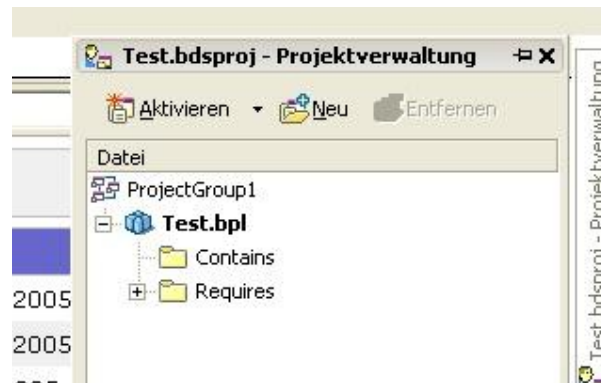 Test.bdsproj - Projektverwaltung
Aktivieren Neu Entfernen
Datei
ProjectGroup1
Test.bpl
Contains
Requires
2005
2005
Test.bdsproj - Projektverwaltung